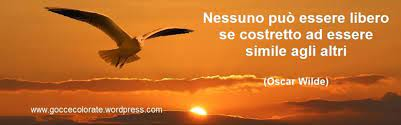 Nessuno può essere libero
se costretto ad essere
simile agli altri
(Oscar Wilde)
www.goccecolorate.wordpress.com